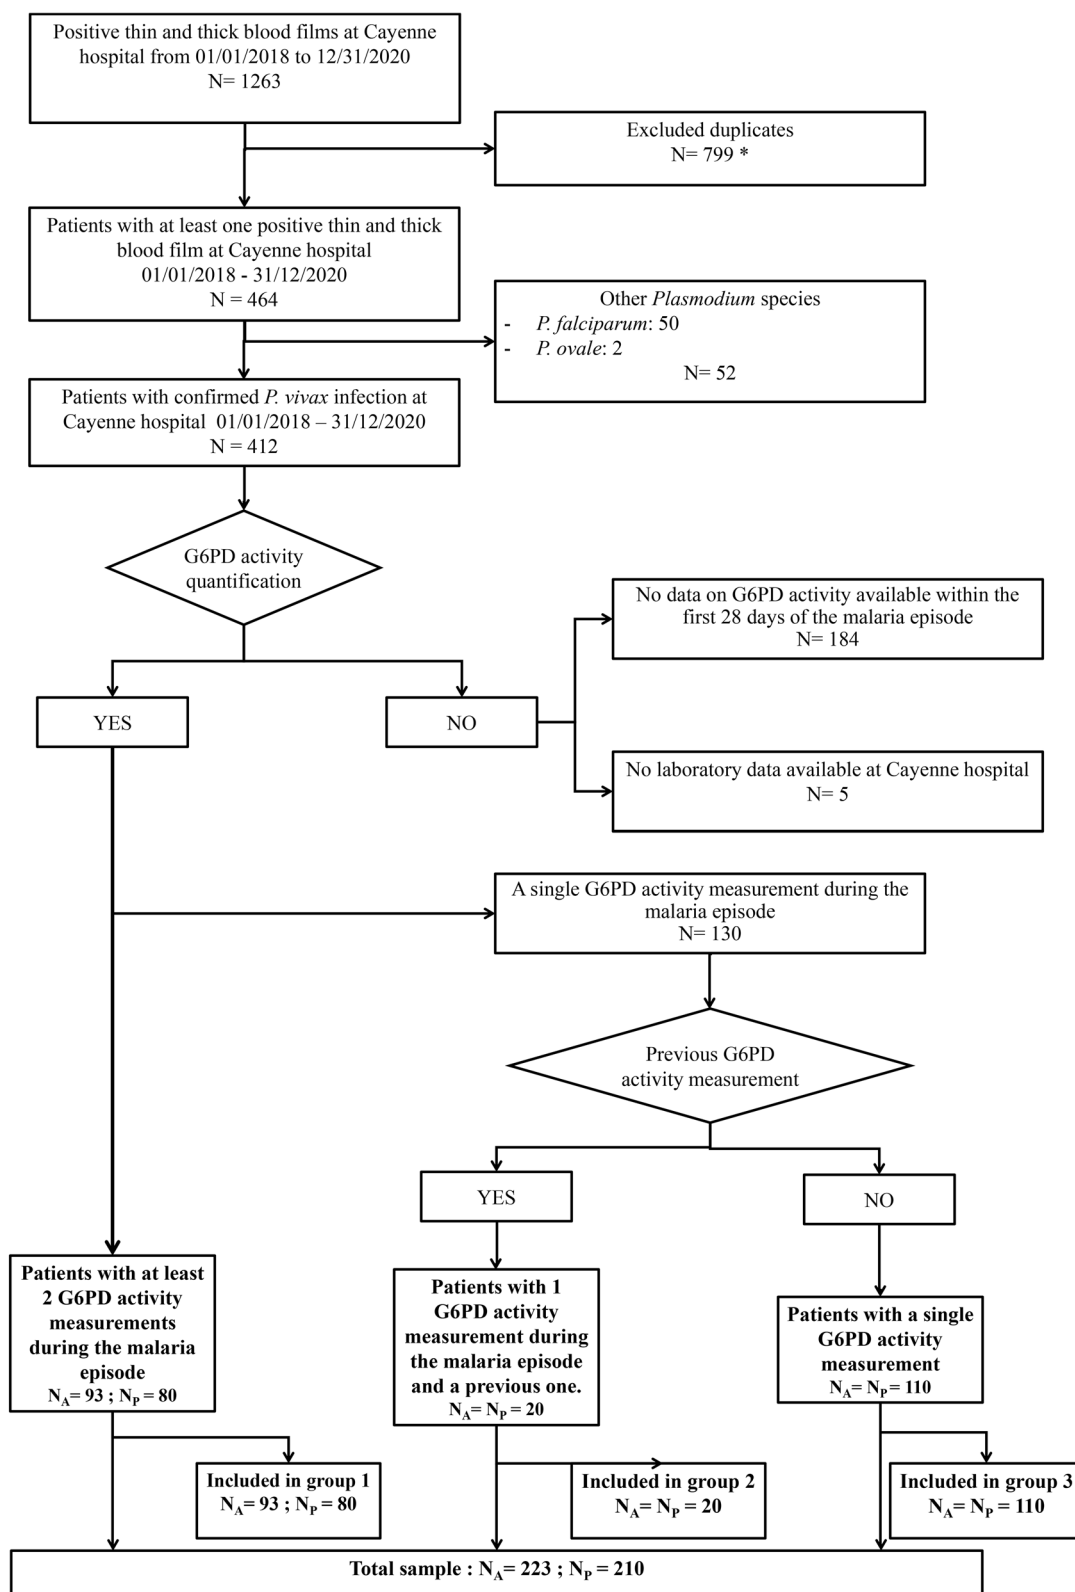 Positive thin and thick blood films at Cayenne
hospital from 01/01/2018 to 12/31/2020
N= 1263
Excluded duplicates
N= 799 *
Patients with at least one positive thin and thick
blood film at Cayenne hospital
01/01/2018 - 31/12/2020
N = 464
Other Plasmodium species
- P. falciparum: 50
- P. ovale: 2
N= 52
Patients with confirmed P. vivax infection at
Cayenne hospital 01/01/2018 – 31/12/2020
N = 412
G6PD activity
quantification
No data on G6PD activity available within the
first 28 days of the malaria episode
N= 184
YES
NO
No laboratory data available at Cayenne hospital
N= 5
A single G6PD activity measurement during the
malaria episode
N= 130
Previous G6PD
activity measurement
YES
NO
Patients with at least
2 G6PD activity
measurements
during the malaria
episode
NA= 93 ; NP= 80
Patients with 1
G6PD activity
measurement during
the malaria episode
and a previous one.
NA= NP= 20
Patients with a single
G6PD activity
measurement
NA= NP= 110
Included in group 1
NA= 93 ; NP= 80
Included in group 2
NA= NP= 20
Included in group 3
NA= NP= 110
Total sample : NA= 223 ; NP= 210